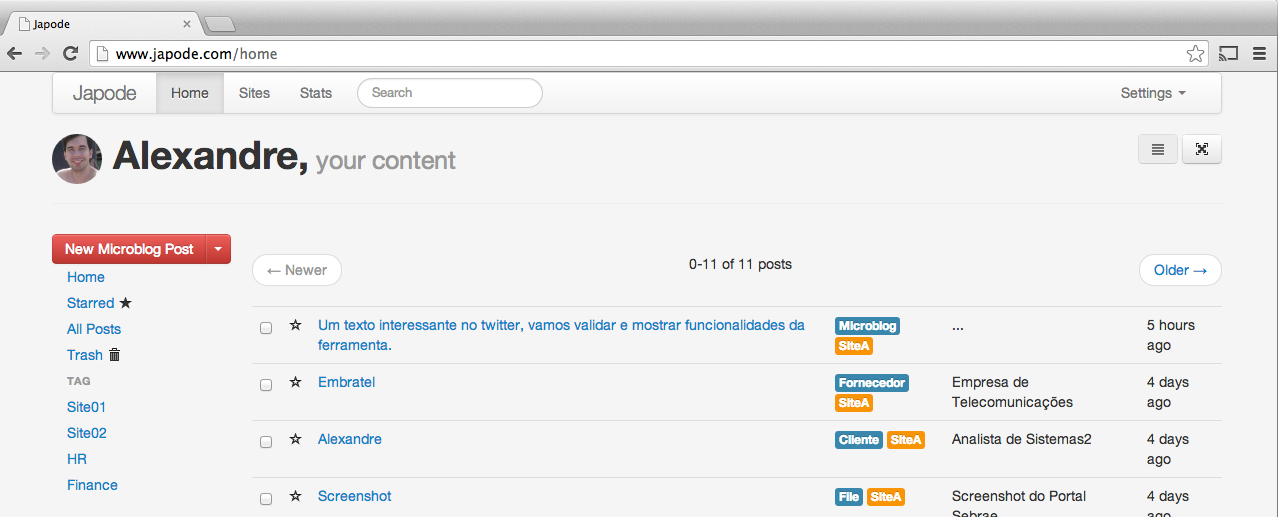 Japode
www.japode.com/home
Japode Home Sites Stats Search Settings
Alexandre, your content
New Microblog Post
Home
Starred
All Posts
Trash
TAG
Site01
Site02
HR
Finance
← Newer 0-11 of 11 posts Older →
Um texto interessante no twitter, vamos validar e mostrar funcionalidades da
ferramenta.
Microblog
SiteA
...
5 hours
ago
Embratel
Fornecedor
SiteA
Empresa de
Telecomunicações
4 days
ago
Alexandre
Cliente SiteA
Analista de Sistemas2
4 days
ago
Screenshot
File SiteA
Screenshot do Portal
Sebrae
4 days
ago